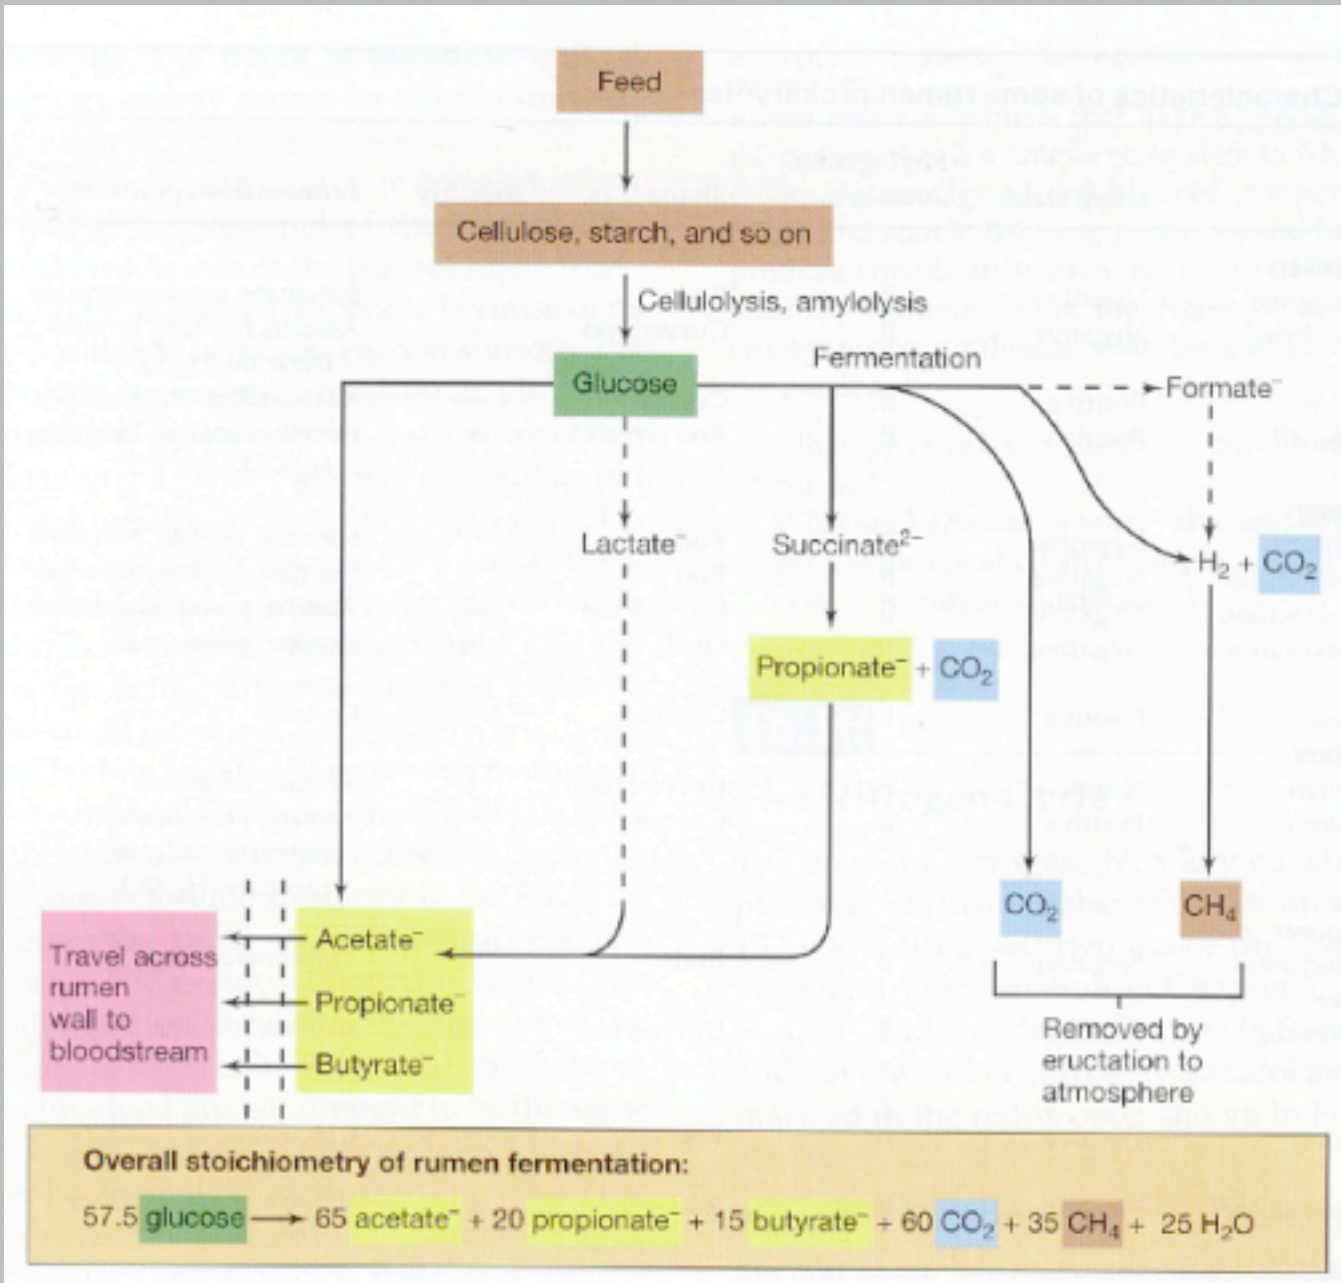 Feed
Cellulose, starch, and so on
Cellulolysis, amylolysis
Fermentation
Glucose
Formate⁻
Lactate⁻
Succinate²⁻
H₂ + CO₂
Propionate⁻ + CO₂
CO₂
CH₄
Travel across
rumen
wall to
bloodstream
Acetate⁻
Propionate⁻
Butyrate⁻
Removed by
eructation to
atmosphere
Overall stoichiometry of rumen fermentation:
57.5 glucose → 65 acetate⁻ + 20 propionate⁻ + 15 butyrate⁻ + 60 CO₂ + 35 CH₄ + 25 H₂O